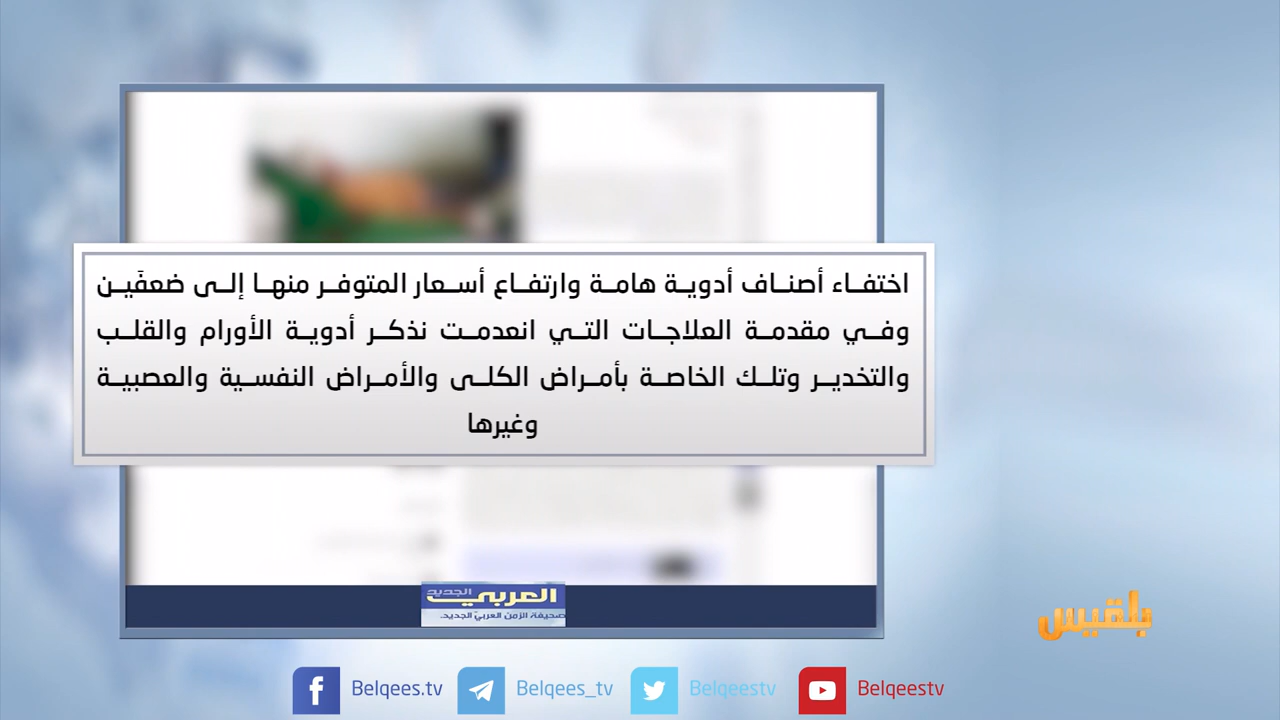 اختفاء أصناف أدوية هامة وارتفاع أسعار المتوفر منها إلى ضعفَين
وفي مقدمة العلاجات التي انعدمت نذكر أدوية الأورام والقلب
والتخدير وتلك الخاصة بأمراض الكلى والأمراض النفسية والعصبية
وغيرها
العربي الجديد
صحيفة الزمن العربيّ الجديد.
بلقيس
Belqees.tv
Belqees_tv
Belqeestv
Belqeestv